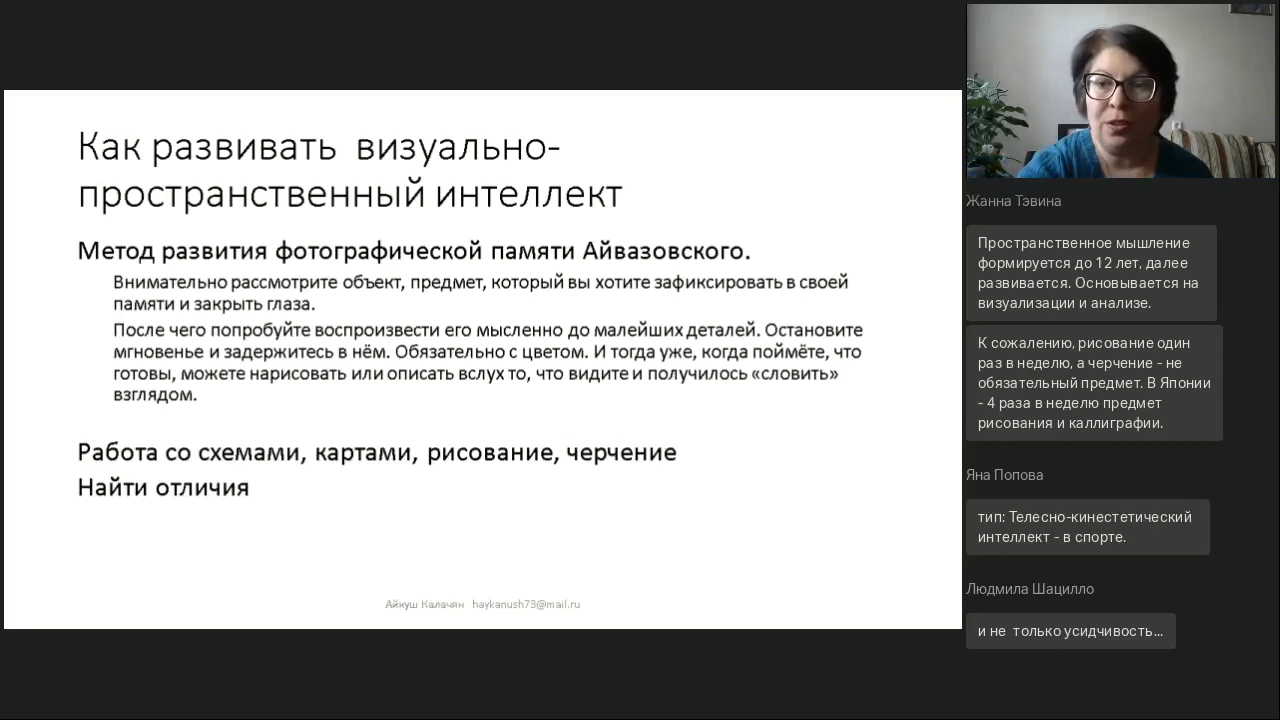 Как развивать визуально-
пространственный интеллект
Метод развития фотографической памяти Айвазовского.
Внимательно рассмотрите объект, предмет, который вы хотите зафиксировать в своей
памяти и закрыть глаза.
После чего попробуйте воспроизвести его мысленно до малейших деталей. Остановите
мгновенье и задержитесь в нём. Обязательно с цветом. И тогда уже, когда поймёте, что
готовы, можете нарисовать или описать вслух то, что видите и получилось «словить»
взглядом.
Работа со схемами, картами, рисование, черчение
Найти отличия
Айкуш Калачян haykanush73@mail.ru
Жанна Тэвина
Пространственное мышление
формируется до 12 лет, далее
развивается. Основывается на
визуализации и анализе.
К сожалению, рисование один
раз в неделю, а черчение - не
обязательный предмет. В Японии
- 4 раза в неделю предмет
рисования и каллиграфии.
Яна Попова
тип: Телесно-кинестетический
интеллект - в спорте.
Людмила Шацилло
и не только усидчивость...